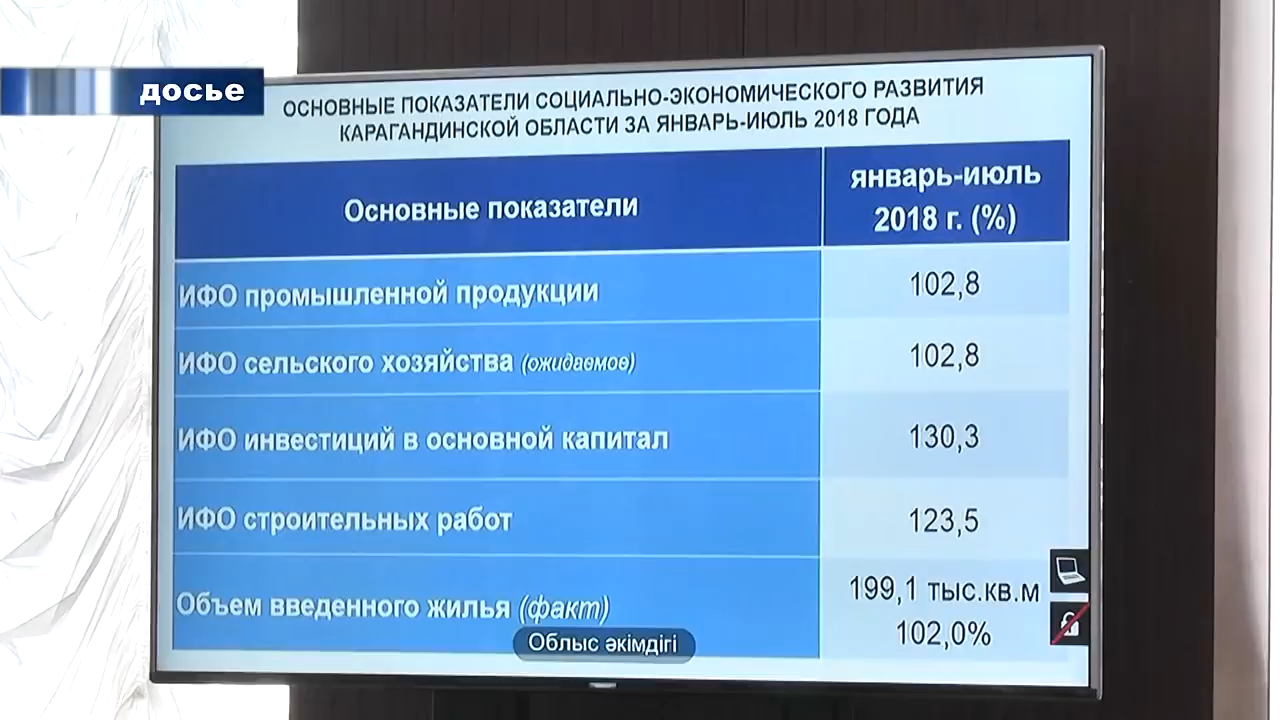 досье
ОСНОВНЫЕ ПОКАЗАТЕЛИ СОЦИАЛЬНО-ЭКОНОМИЧЕСКОГО РАЗВИТИЯ
КАРАГАНДИНСКОЙ ОБЛАСТИ ЗА ЯНВАРЬ-ИЮЛЬ 2018 ГОДА
Основные показатели
январь-июль
2018 г. (%)
ИФО промышленной продукции
102,8
ИФО сельского хозяйства (ожидаемое)
102,8
ИФО инвестиций в основной капитал
130,3
ИФО строительных работ
123,5
Объем введенного жилья (факт)
199,1 тыс.кв.м
102,0%
Облыс әкімдігі